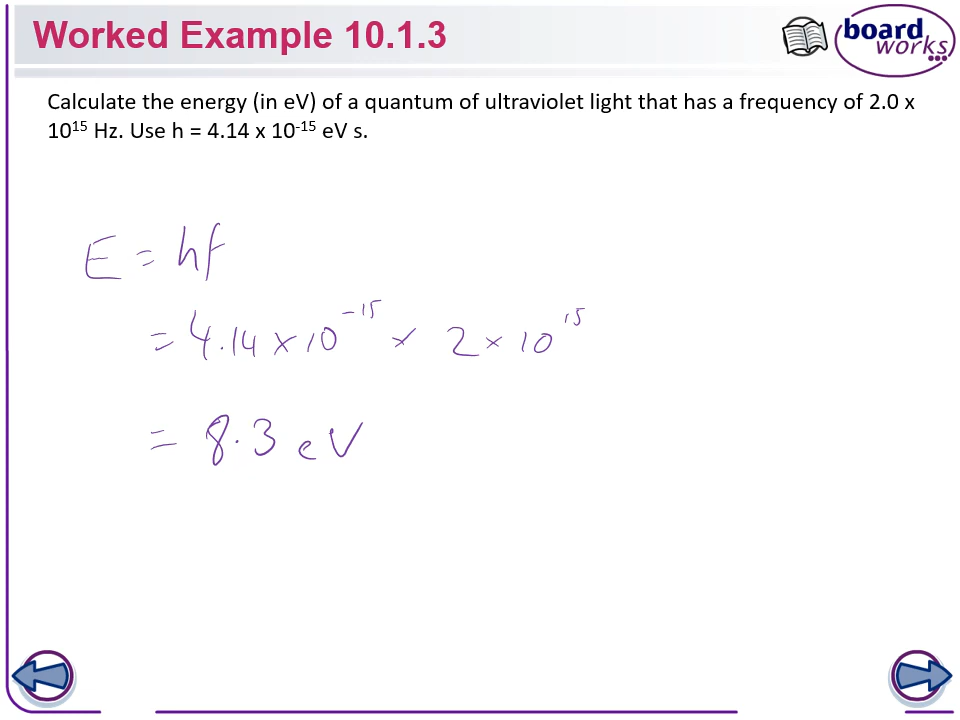 Worked Example 10.1.3
board
works
Calculate the energy (in eV) of a quantum of ultraviolet light that has a frequency of 2.0 x
10¹⁵ Hz. Use h = 4.14 x 10⁻¹⁵ eV s.
E = hf
= 4.14 × 10⁻¹⁵ × 2 × 10¹⁵
= 8.3 eV